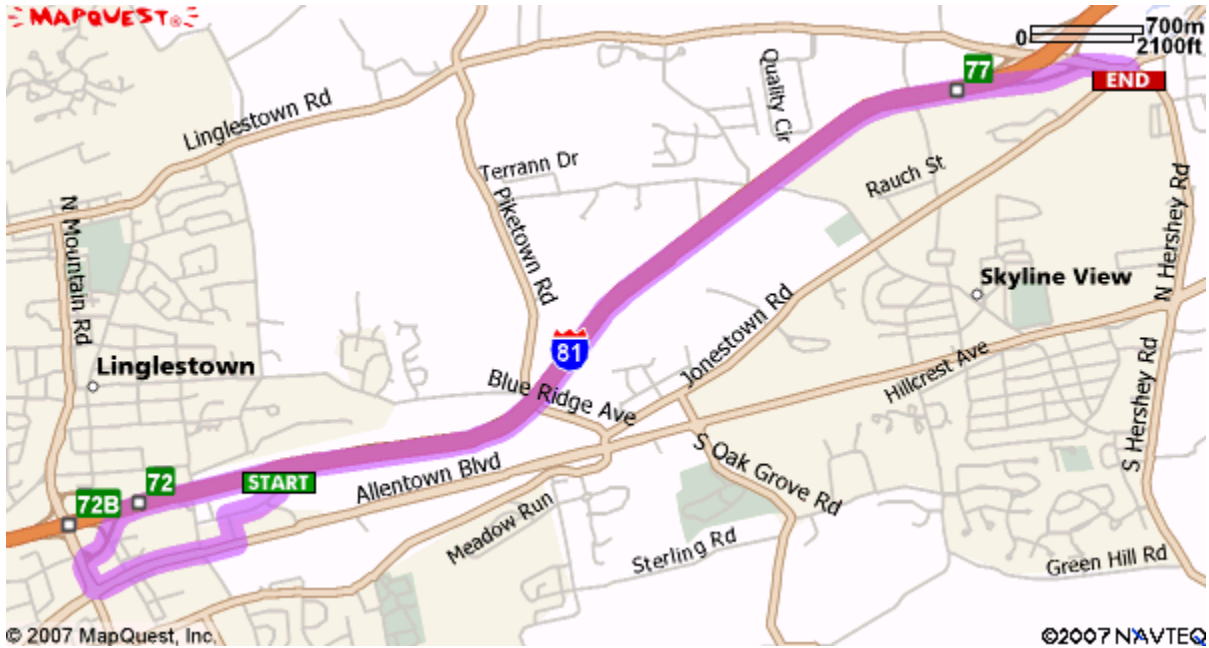 MAPQUEST®
0 700m
2100ft
77
END
Quality Cir
Linglestown Rd
Terrann Dr
Rauch St
Piketown Rd
N Mountain Rd
N Hershey Rd
Skyline View
81
Jonestown Rd
Linglestown
Hillcrest Ave
Blue Ridge Ave
S Hershey Rd
72
START
Allentown Blvd
S Oak Grove Rd
72B
Meadow Run
Sterling Rd
Green Hill Rd
© 2007 MapQuest, Inc.
©2007 NAVTEQ